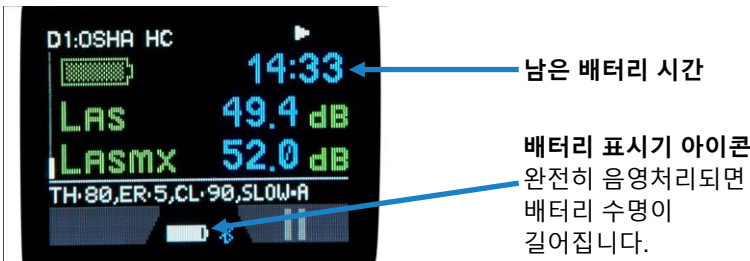 D1:OSHA HC
14:33
LAS 49.4 dB
LASMX 52.0 dB
TH·80,ER·5,CL·90,SLOW·A
남은 배터리 시간
배터리 표시기 아이콘
완전히 음영처리되면
배터리 수명이
길어집니다.